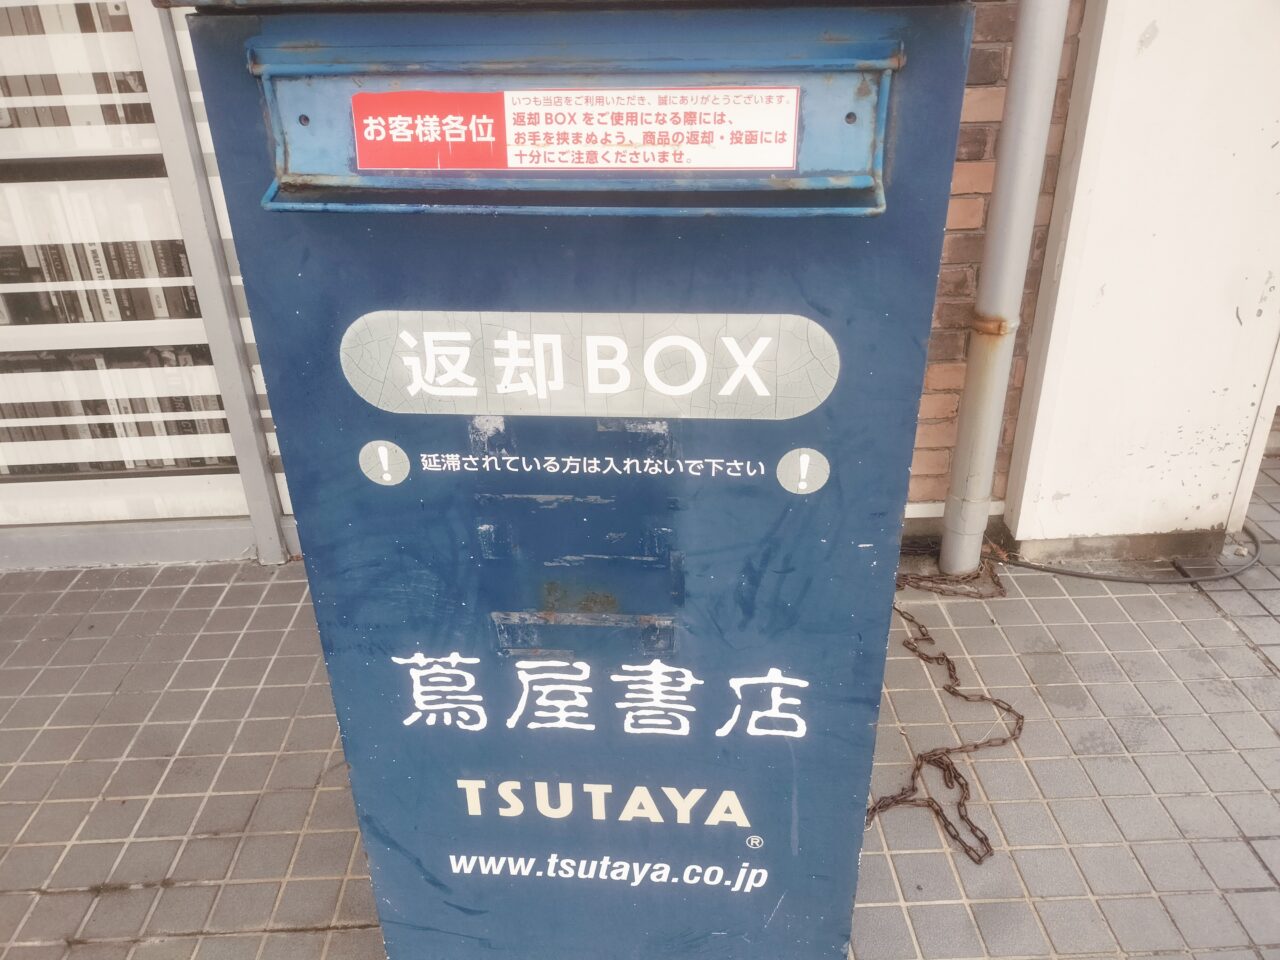 お客様各位
いつも当店をご利用いただき、誠にありがとうございます。
返却BOXをご使用になる際には、
お手を挟まぬよう、商品の返却・投函には
十分にご注意くださいませ。
返却BOX
! 延滞されている方は入れないで下さい !
蔦屋書店
TSUTAYA
®
www.tsutaya.co.jp